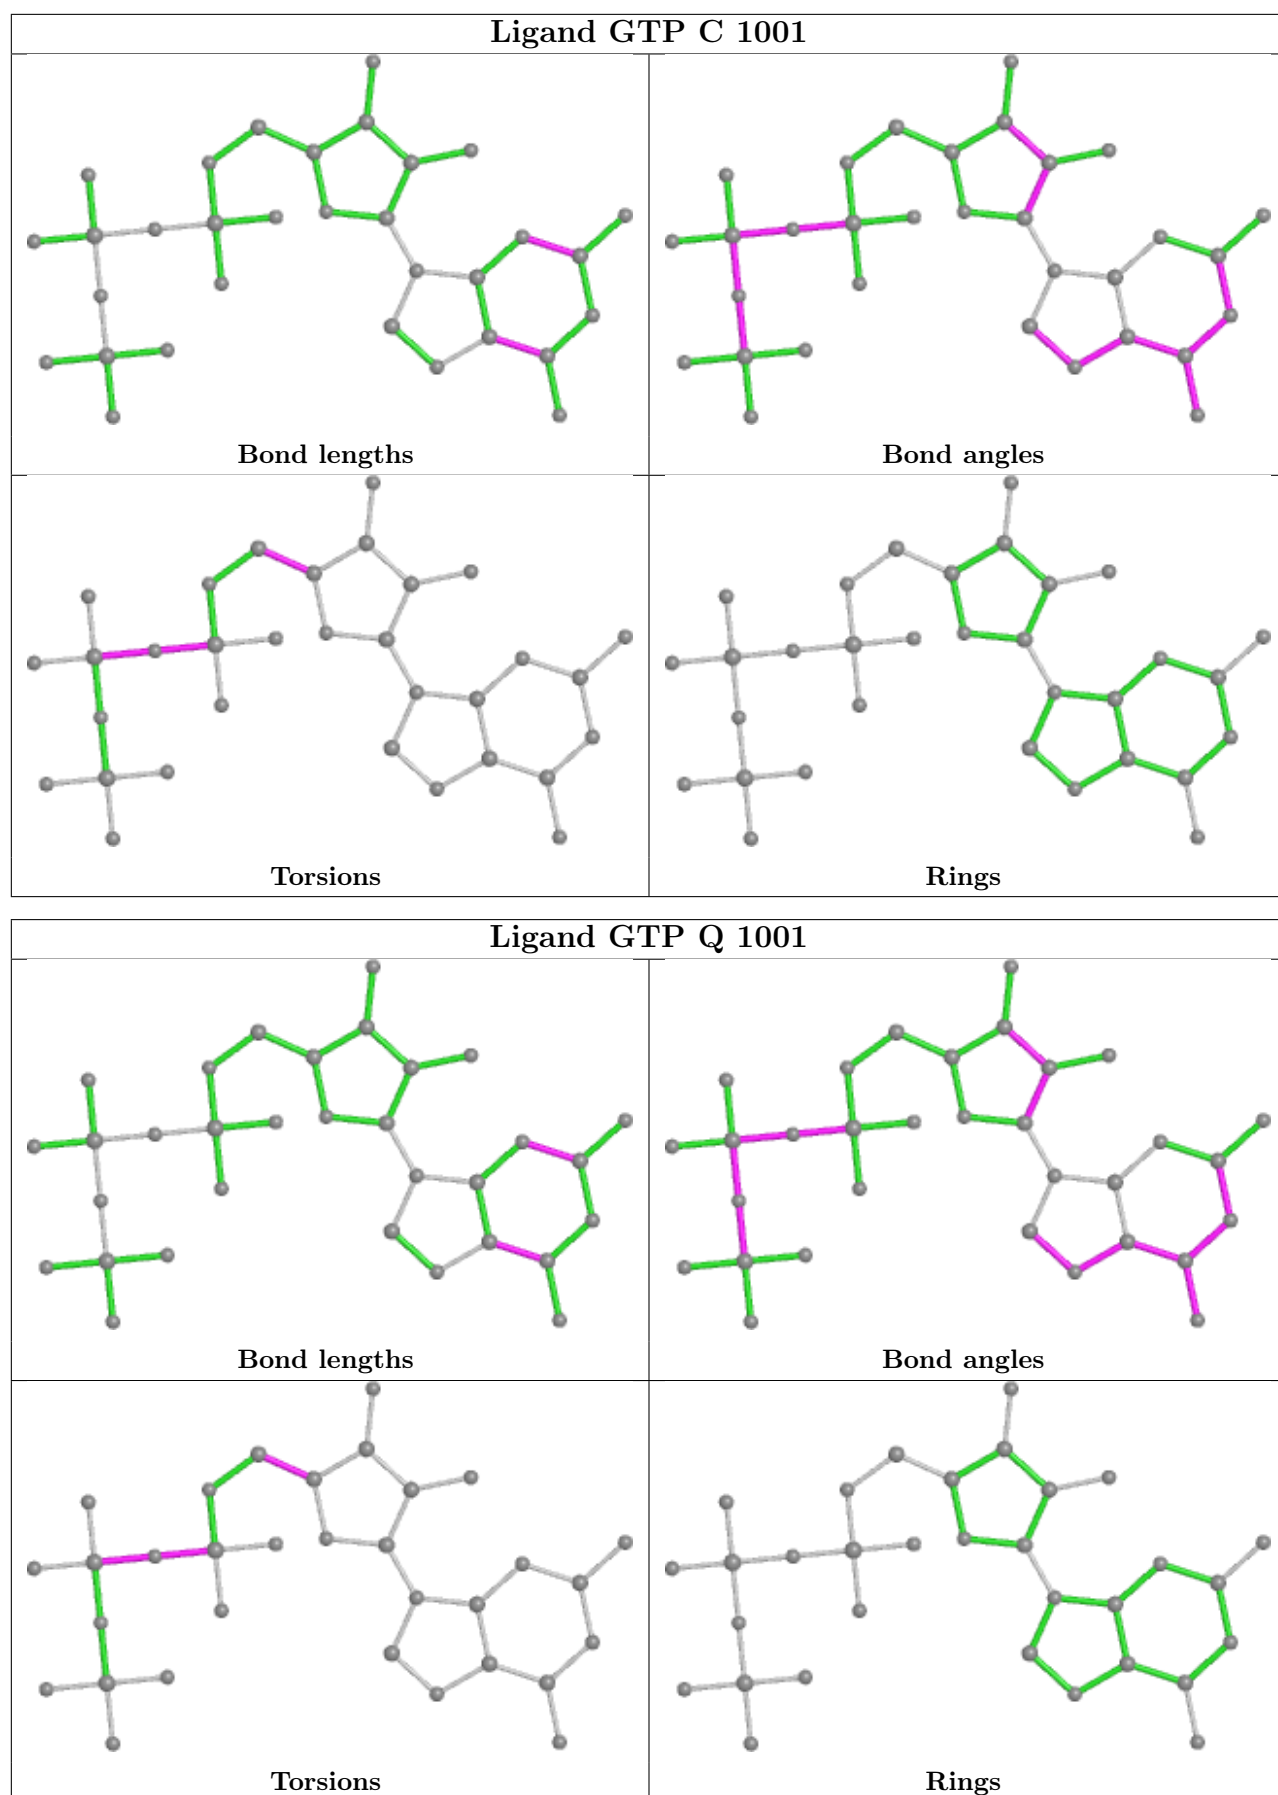 Ligand GTP C 1001
Bond lengths
Bond angles
Torsions
Rings
Ligand GTP Q 1001
Bond lengths
Bond angles
Torsions
Rings